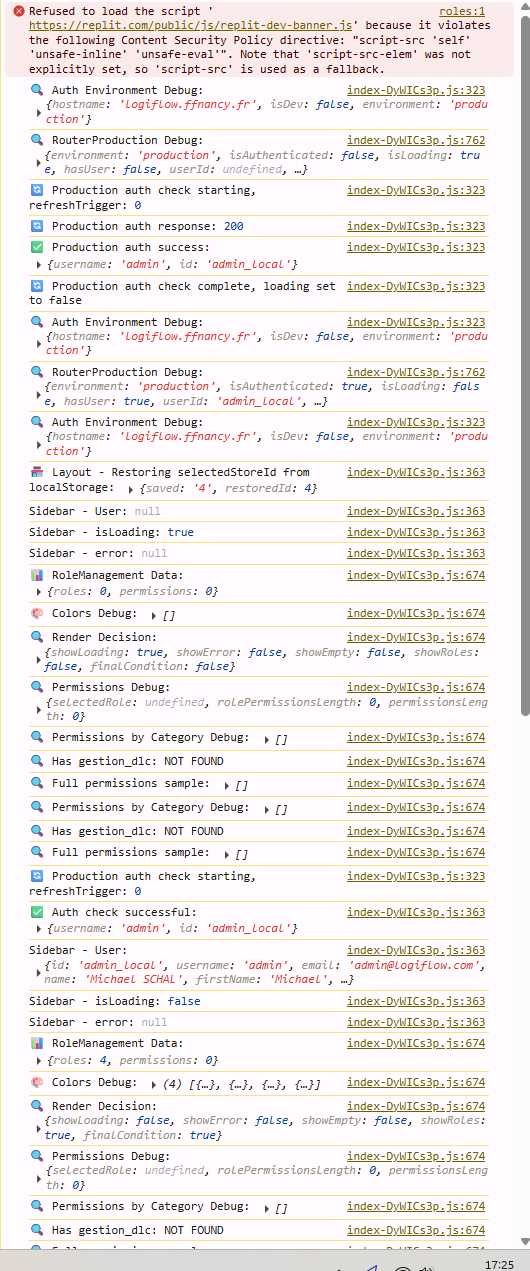 Refused to load the script ' roles:1
https://replit.com/public/js/replit-dev-banner.js' because it violates
the following Content Security Policy directive: "script-src 'self'
'unsafe-inline' 'unsafe-eval'". Note that 'script-src-elem' was not
explicitly set, so 'script-src' is used as a fallback.
🔍 Auth Environment Debug: index-DyWICs3p.js:323
{hostname: 'logiflow.ffnancy.fr', isDev: false, environment: 'produ
ction'}
🔍 RouterProduction Debug: index-DyWICs3p.js:762
{environment: 'production', isAuthenticated: false, isLoading: tru
e, hasUser: false, userId: undefined, …}
🔄 Production auth check starting, index-DyWICs3p.js:323
refreshTrigger: 0
🔄 Production auth response: 200 index-DyWICs3p.js:323
✅ Production auth success: index-DyWICs3p.js:323
{username: 'admin', id: 'admin_local'}
🔄 Production auth check complete, loading set index-DyWICs3p.js:323
to false
🔍 Auth Environment Debug: index-DyWICs3p.js:323
{hostname: 'logiflow.ffnancy.fr', isDev: false, environment: 'produ
ction'}
🔍 RouterProduction Debug: index-DyWICs3p.js:762
{environment: 'production', isAuthenticated: true, isLoading: fals
e, hasUser: true, userId: 'admin_local', …}
🔍 Auth Environment Debug: index-DyWICs3p.js:323
{hostname: 'logiflow.ffnancy.fr', isDev: false, environment: 'produ
ction'}
🏪 Layout - Restoring selectedStoreId from index-DyWICs3p.js:363
localStorage: {saved: '4', restoredId: 4}
Sidebar - User: null index-DyWICs3p.js:363
Sidebar - isLoading: true index-DyWICs3p.js:363
Sidebar - error: null index-DyWICs3p.js:363
📊 RoleManagement Data: index-DyWICs3p.js:674
{roles: 0, permissions: 0}
🎨 Colors Debug: [] index-DyWICs3p.js:674
🔍 Render Decision: index-DyWICs3p.js:674
{showLoading: true, showError: false, showEmpty: false, showRoles:
false, finalCondition: false}
🔍 Permissions Debug: index-DyWICs3p.js:674
{selectedRole: undefined, rolePermissionsLength: 0, permissionsLeng
th: 0}
🔍 Permissions by Category Debug: [] index-DyWICs3p.js:674
🔍 Has gestion_dlc: NOT FOUND index-DyWICs3p.js:674
🔍 Full permissions sample: [] index-DyWICs3p.js:674
🔍 Permissions by Category Debug: [] index-DyWICs3p.js:674
🔍 Has gestion_dlc: NOT FOUND index-DyWICs3p.js:674
🔍 Full permissions sample: [] index-DyWICs3p.js:674
🔄 Production auth check starting, index-DyWICs3p.js:323
refreshTrigger: 0
✅ Auth check successful: index-DyWICs3p.js:363
{username: 'admin', id: 'admin_local'}
Sidebar - User: index-DyWICs3p.js:363
{id: 'admin_local', username: 'admin', email: 'admin@logiflow.com',
name: 'Michael SCHAL', firstName: 'Michael', …}
Sidebar - isLoading: false index-DyWICs3p.js:363
Sidebar - error: null index-DyWICs3p.js:363
📊 RoleManagement Data: index-DyWICs3p.js:674
{roles: 4, permissions: 0}
🎨 Colors Debug: (4) [{…}, {…}, {…}, {…}] index-DyWICs3p.js:674
🔍 Render Decision: index-DyWICs3p.js:674
{showLoading: false, showError: false, showEmpty: false, showRoles:
true, finalCondition: true}
🔍 Permissions Debug: index-DyWICs3p.js:674
{selectedRole: undefined, rolePermissionsLength: 0, permissionsLeng
th: 0}
🔍 Permissions by Category Debug: [] index-DyWICs3p.js:674
🔍 Has gestion_dlc: NOT FOUND index-DyWICs3p.js:674
17:25